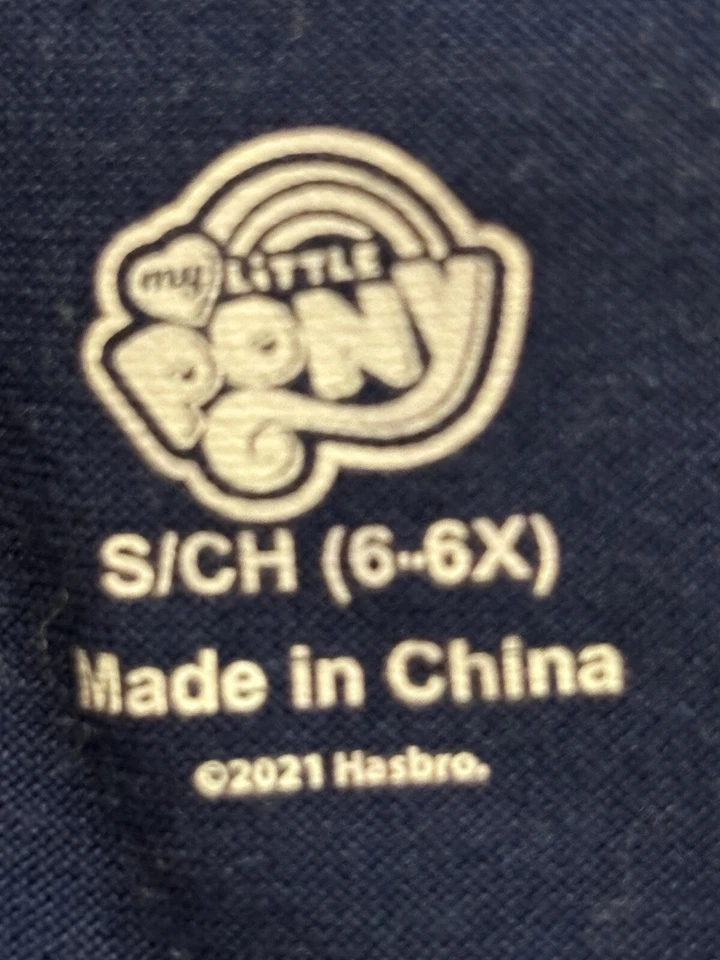 my LiTTLE
PONY
S/CH (6-6X)
Made in China
©2021 Hasbro.